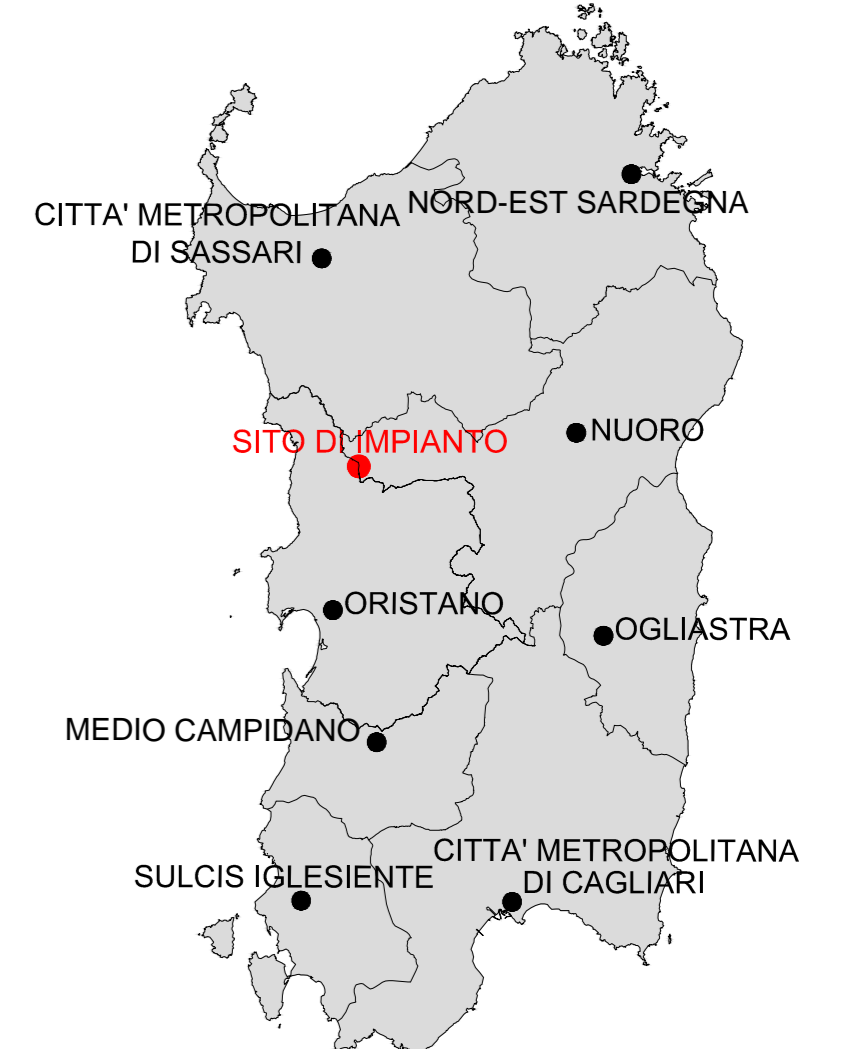 NORD-EST SARDEGNA
CITTA' METROPOLITANA
DI SASSARI
SITO DI IMPIANTO
NUORO
ORISTANO
OGLIASTRA
MEDIO CAMPIDANO
CITTA' METROPOLITANA
DI CAGLIARI
SULCIS IGLESIENTE